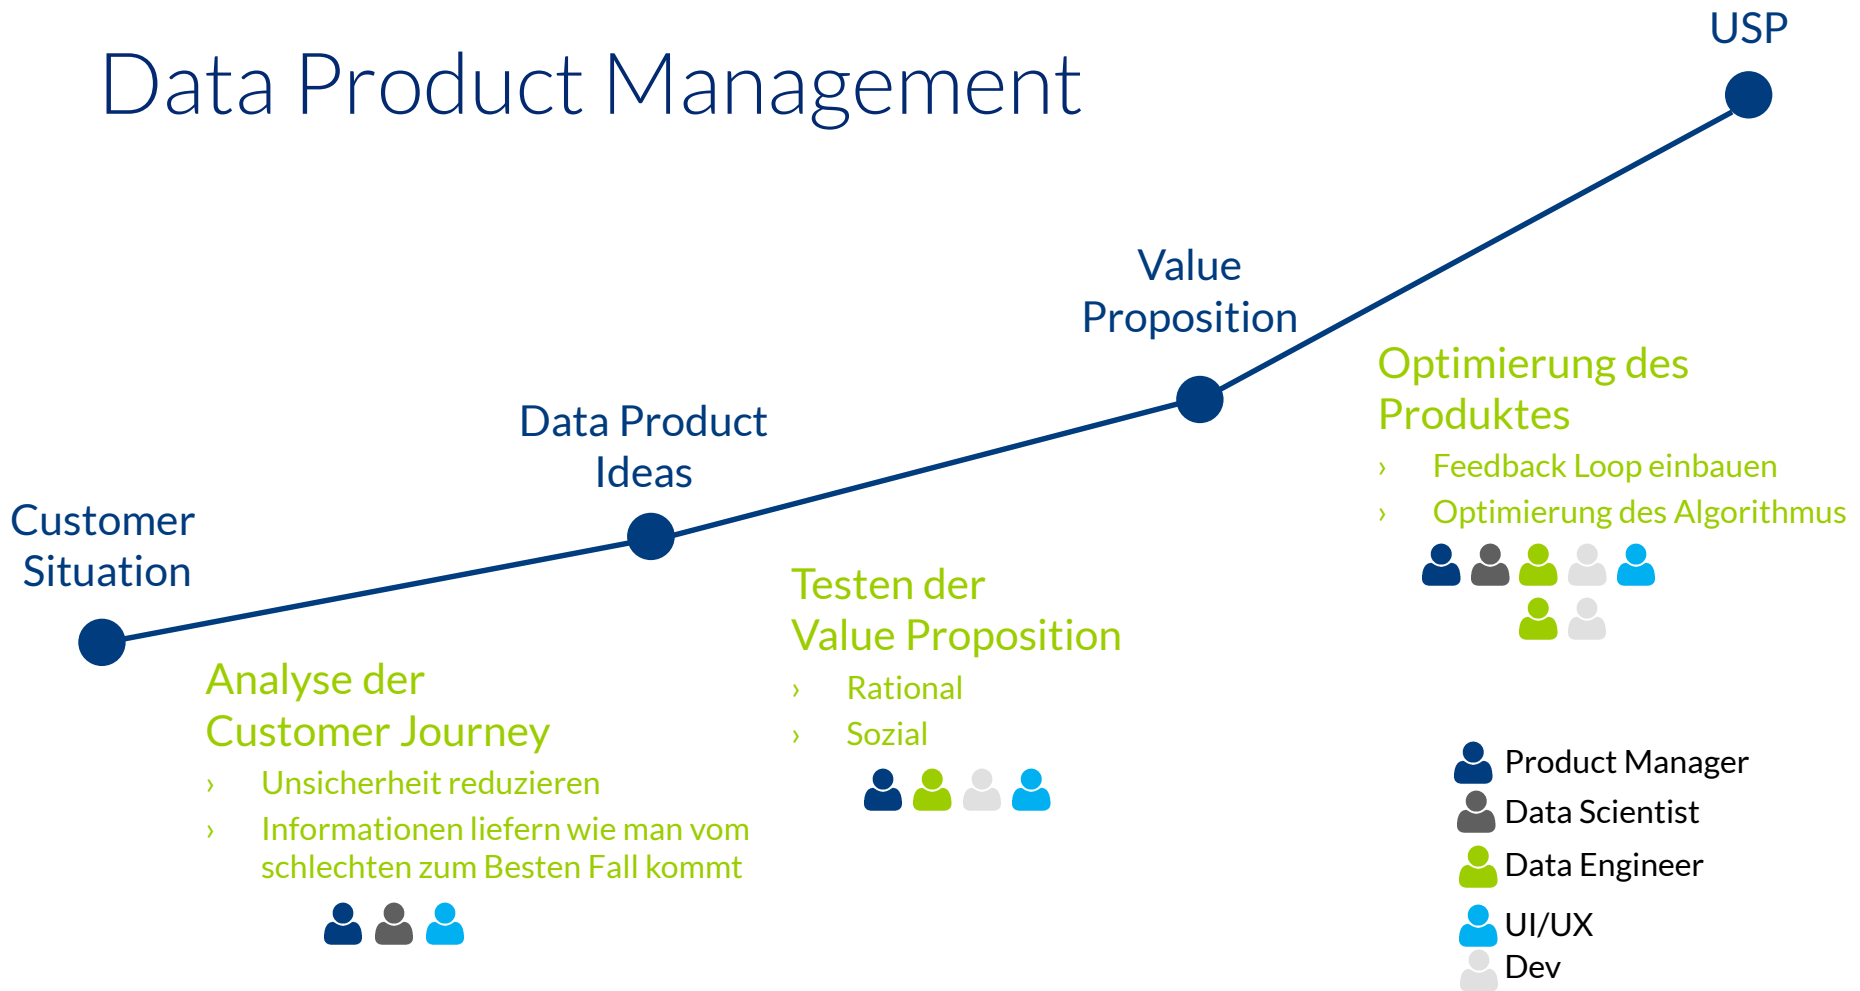 Data Product Management
USP
Value
Proposition
Data Product
Ideas
Customer
Situation
Analyse der
Customer Journey
› Unsicherheit reduzieren
› Informationen liefern wie man vom
schlechten zum Besten Fall kommt
Testen der
Value Proposition
› Rational
› Sozial
Optimierung des
Produktes
› Feedback Loop einbauen
› Optimierung des Algorithmus
Product Manager
Data Scientist
Data Engineer
UI/UX
Dev